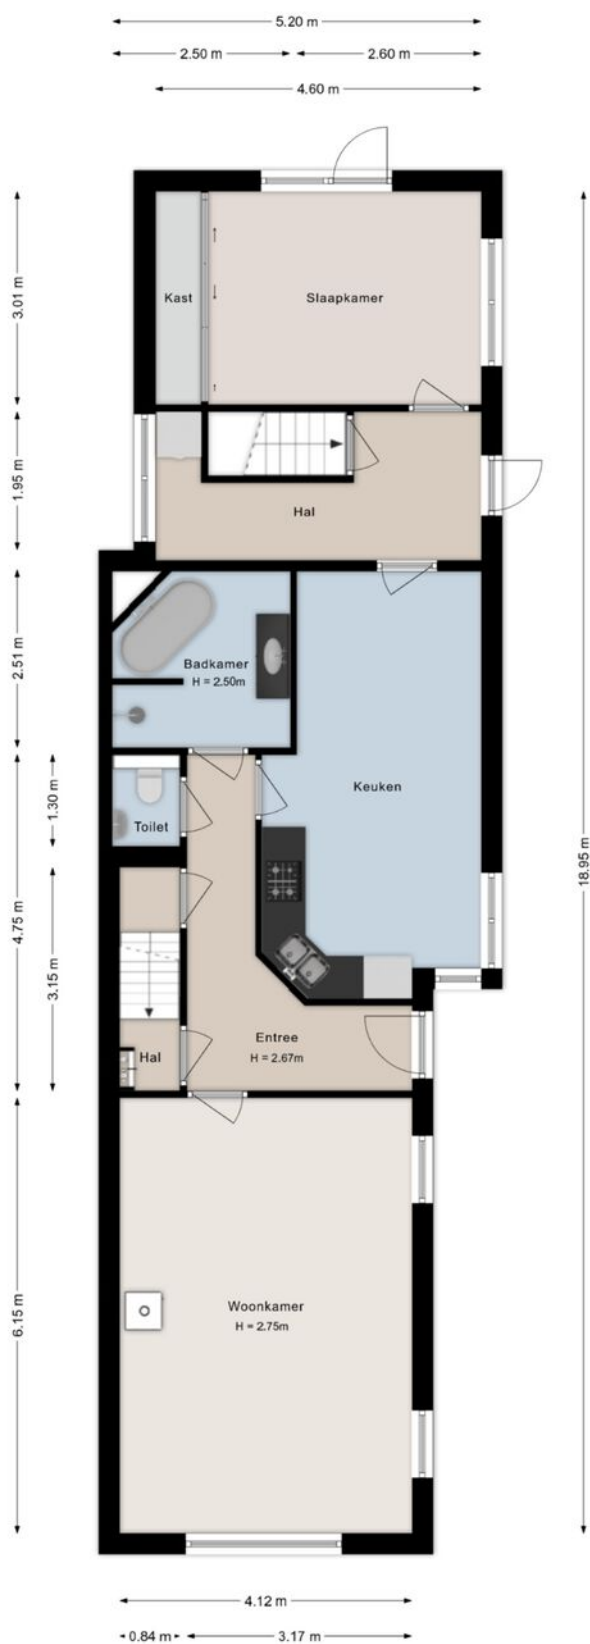 5.20 m
2.50 m
2.60 m
4.60 m
3.01 m
Kast
Slaapkamer
1.95 m
Hal
2.51 m
Badkamer
H = 2.50m
1.30 m
Keuken
Toilet
18.95 m
4.75 m
3.15 m
Entree
H = 2.67m
Hal
6.15 m
Woonkamer
H = 2.75m
4.12 m
0.84 m
3.17 m